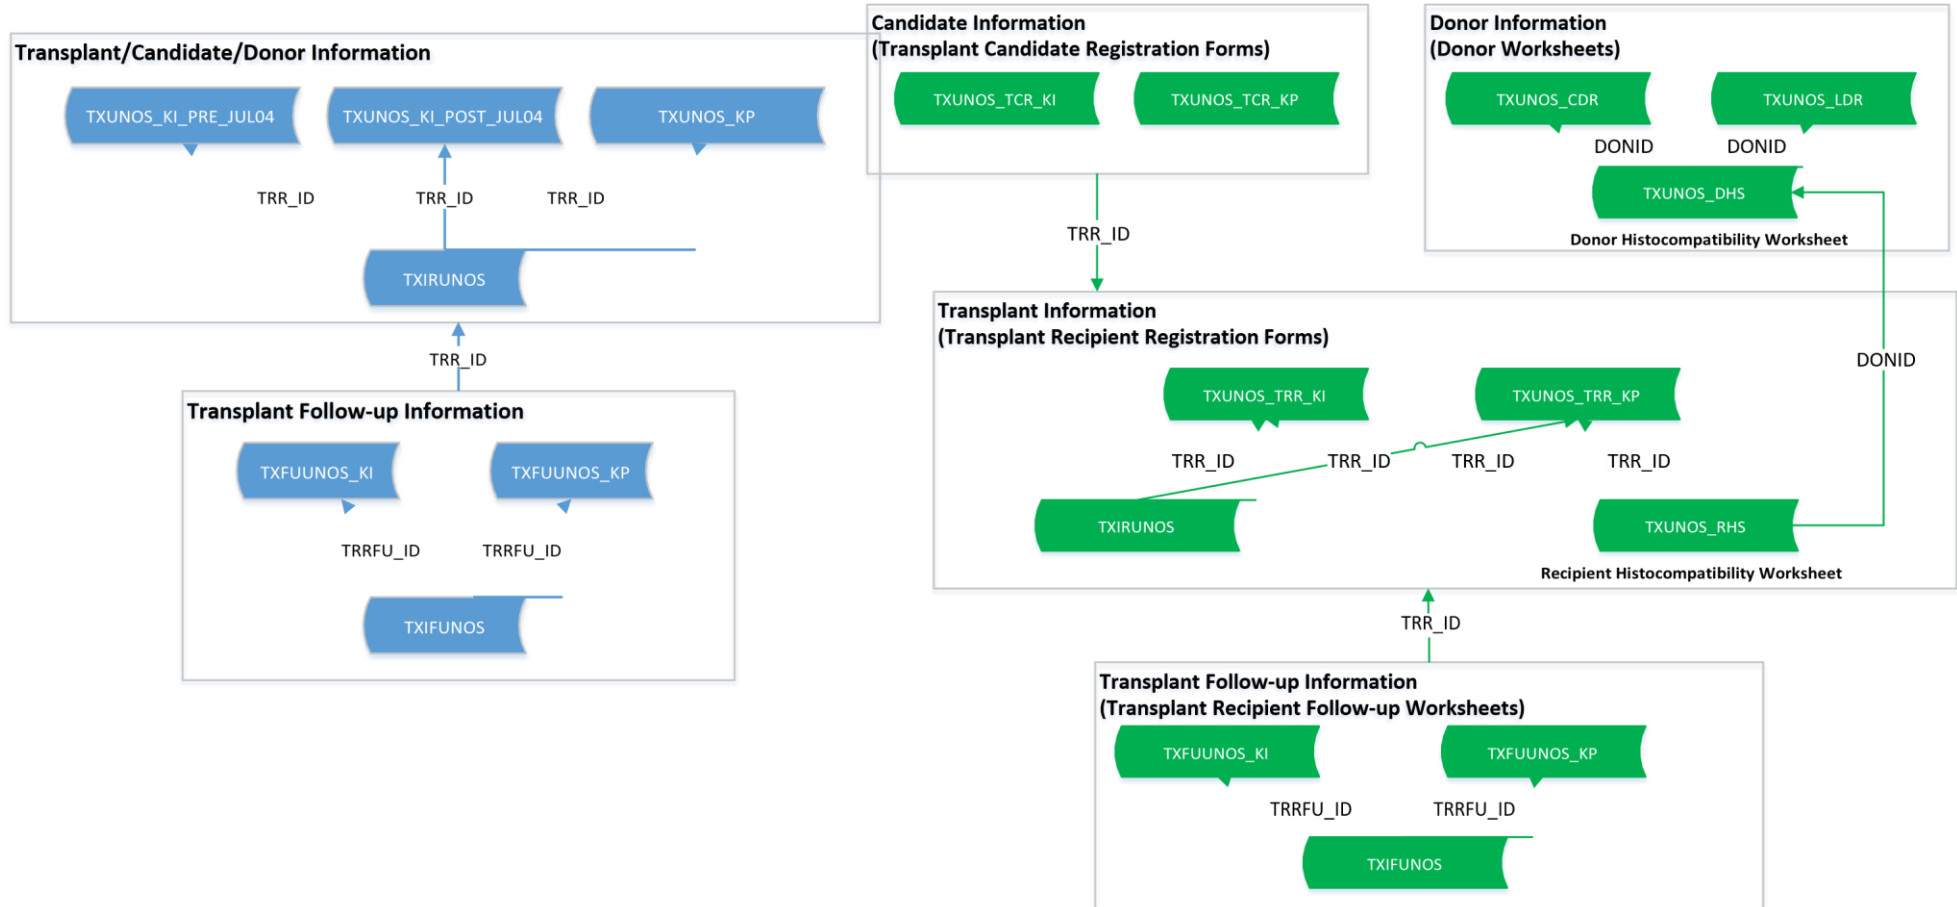 Transplant/Candidate/Donor Information
TXUNOS_KI_PRE_JUL04
TXUNOS_KI_POST_JUL04
TXUNOS_KP
TRR_ID
TRR_ID
TRR_ID
TXIRUNOS
TRR_ID
Transplant Follow-up Information
TXFUUNOS_KI
TXFUUNOS_KP
TRRFU_ID
TRRFU_ID
TXIFUNOS
Candidate Information
(Transplant Candidate Registration Forms)
TXUNOS_TCR_KI
TXUNOS_TCR_KP
TRR_ID
Donor Information
(Donor Worksheets)
TXUNOS_CDR
TXUNOS_LDR
DONID
DONID
TXUNOS_DHS
Donor Histocompatibility Worksheet
DONID
Transplant Information
(Transplant Recipient Registration Forms)
TXUNOS_TRR_KI
TXUNOS_TRR_KP
TRR_ID
TRR_ID
TRR_ID
TRR_ID
TXIRUNOS
TXUNOS_RHS
Recipient Histocompatibility Worksheet
TRR_ID
Transplant Follow-up Information
(Transplant Recipient Follow-up Worksheets)
TXFUUNOS_KI
TXFUUNOS_KP
TRRFU_ID
TRRFU_ID
TXIFUNOS